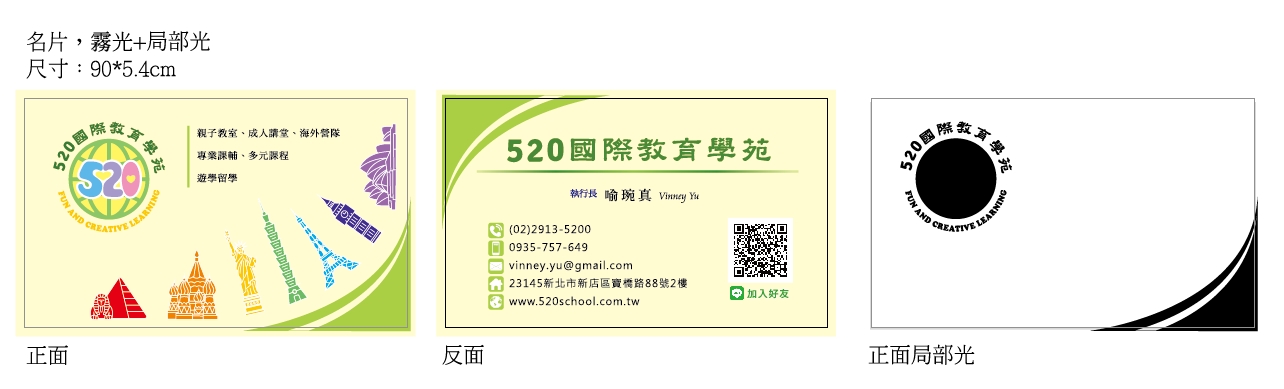 名片，霧光+局部光
尺寸：90*5.4cm
520國際教育學苑
520
FUN AND CREATIVE LEARNING
親子教室、成人講堂、海外營隊
專業課輔、多元課程
遊學留學
正面
520國際教育學苑
執行長 喻琬真 Vinney Yu
(02)2913-5200
0935-757-649
vinney.yu@gmail.com
23145新北市新店區寶橋路88號2樓
www.520school.com.tw
加入好友
反面
520國際教育學苑
FUN AND CREATIVE LEARNING
正面局部光